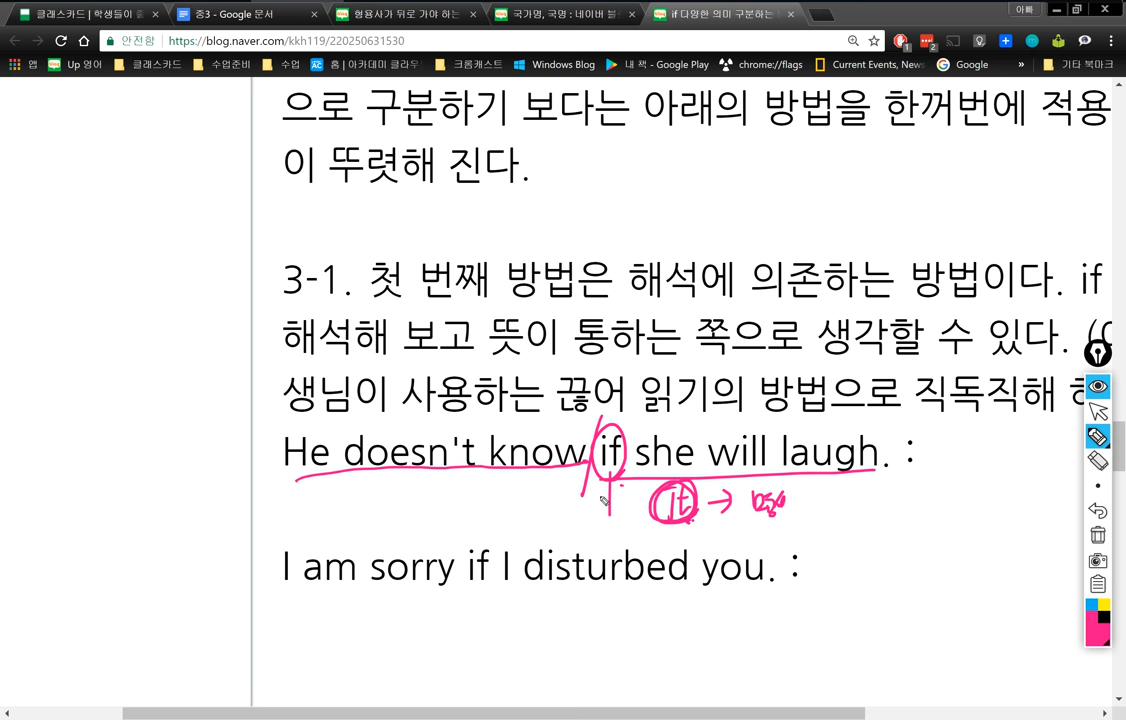 클래스카드 | 학생들이 좋
중3 - Google 문서
형용사가 뒤로 가야 하는
국가명, 국명 : 네이버 블
if 다양한 의미 구분하는
아빠
안전함 | https://blog.naver.com/kkh119/220250631530
1
2
앱 Up 영어 클래스카드 수업준비 수업 홈 | 아카데미 클라우 크롬캐스트 Windows Blog 내 책 - Google Play chrome://flags Current Events, News Google » 기타 북마크
으로 구분하기 보다는 아래의 방법을 한꺼번에 적용
이 뚜렷해 진다.
3-1. 첫 번째 방법은 해석에 의존하는 방법이다. if
해석해 보고 뜻이 통하는 쪽으로 생각할 수 있다.
생님이 사용하는 끊어 읽기의 방법으로 직독직해
He doesn't know if she will laugh. :
it →
I am sorry if I disturbed you. :